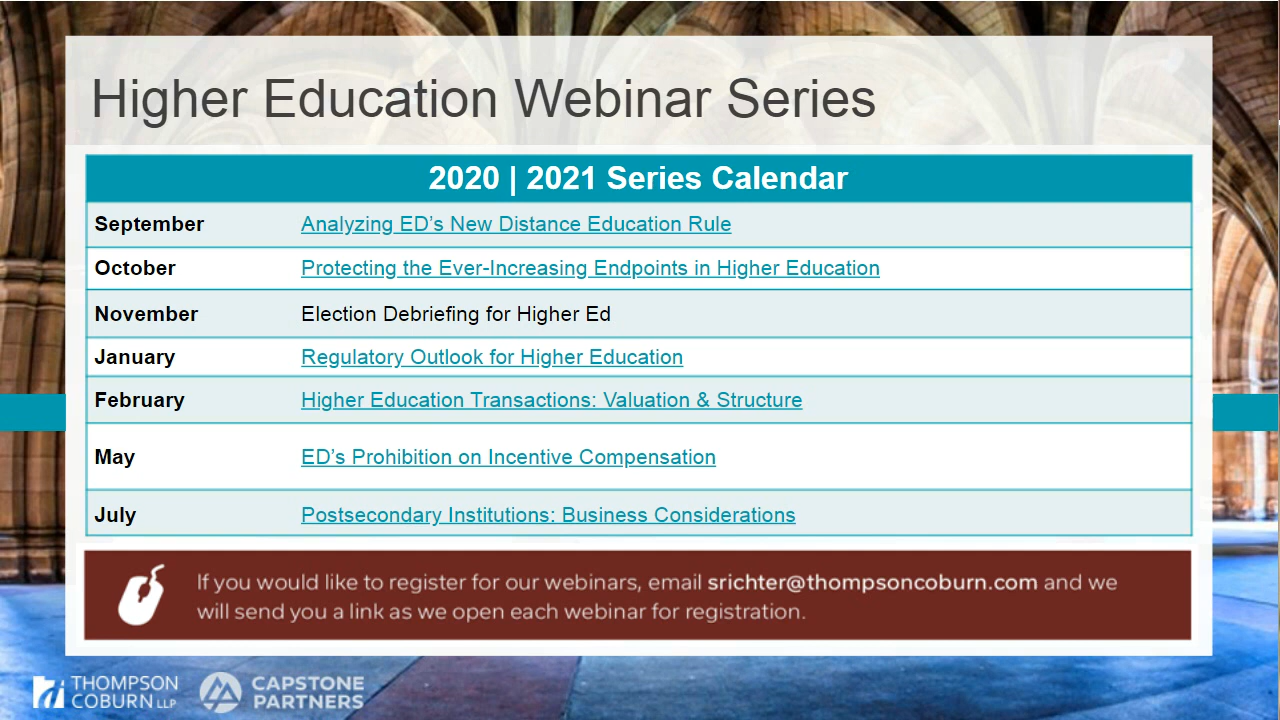 Higher Education Webinar Series
2020 | 2021 Series Calendar
September Analyzing ED’s New Distance Education Rule
October Protecting the Ever-Increasing Endpoints in Higher Education
November Election Debriefing for Higher Ed
January Regulatory Outlook for Higher Education
February Higher Education Transactions: Valuation & Structure
May ED’s Prohibition on Incentive Compensation
July Postsecondary Institutions: Business Considerations
If you would like to register for our webinars, email srichter@thompsoncoburn.com and we
will send you a link as we open each webinar for registration.
THOMPSON
COBURN LLP
CAPSTONE
PARTNERS